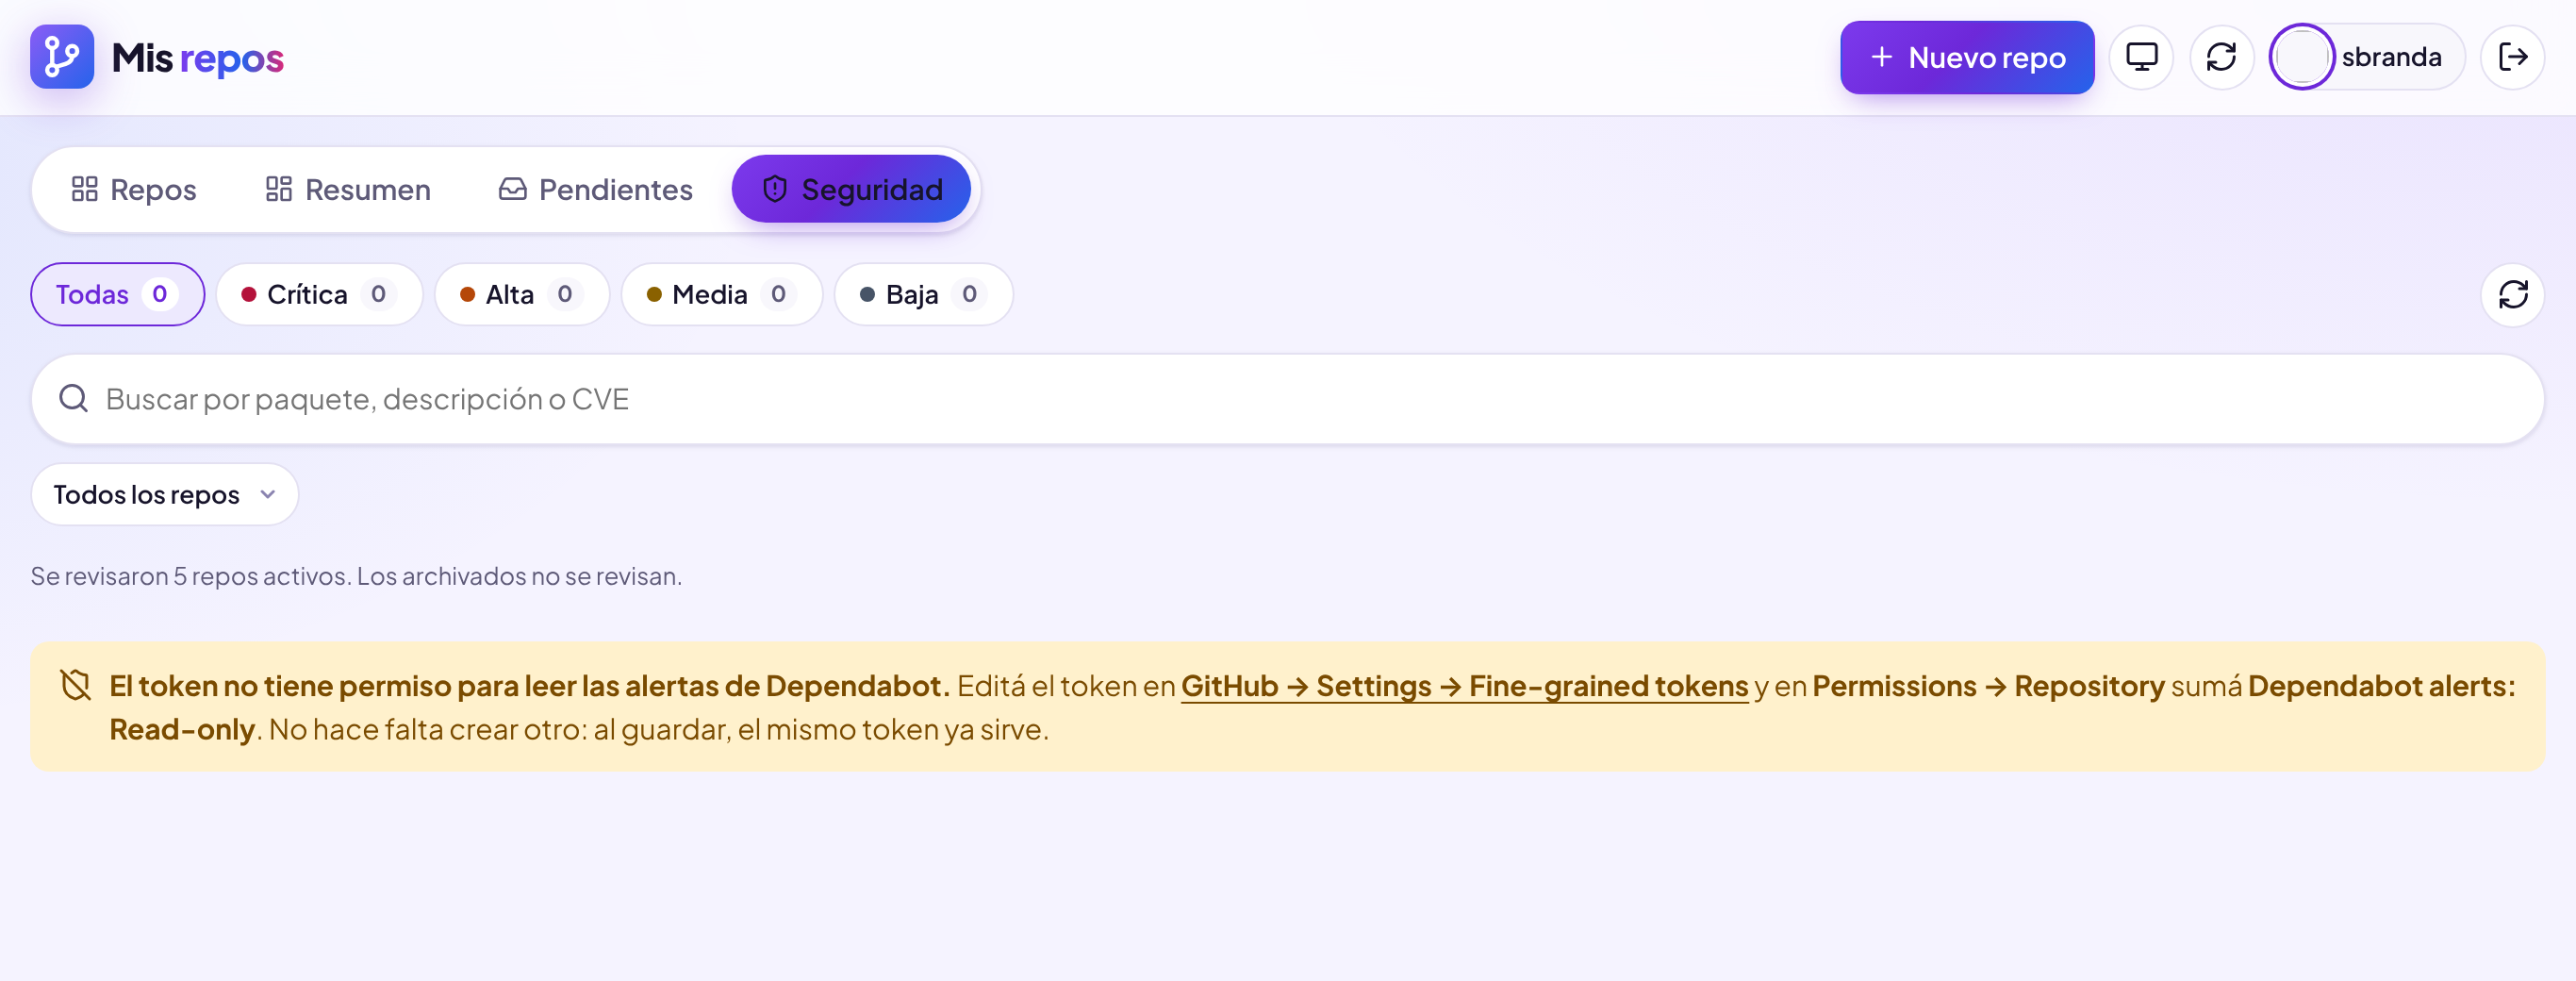 Mis repos
Nuevo repo
sbranda
Repos
Resumen
Pendientes
Seguridad
Todas 0
Crítica 0
Alta 0
Media 0
Baja 0
Buscar por paquete, descripción o CVE
Todos los repos
Se revisaron 5 repos activos. Los archivados no se revisan.
El token no tiene permiso para leer las alertas de Dependabot. Editá el token en GitHub → Settings → Fine-grained tokens y en Permissions → Repository sumá Dependabot alerts:
Read-only. No hace falta crear otro: al guardar, el mismo token ya sirve.